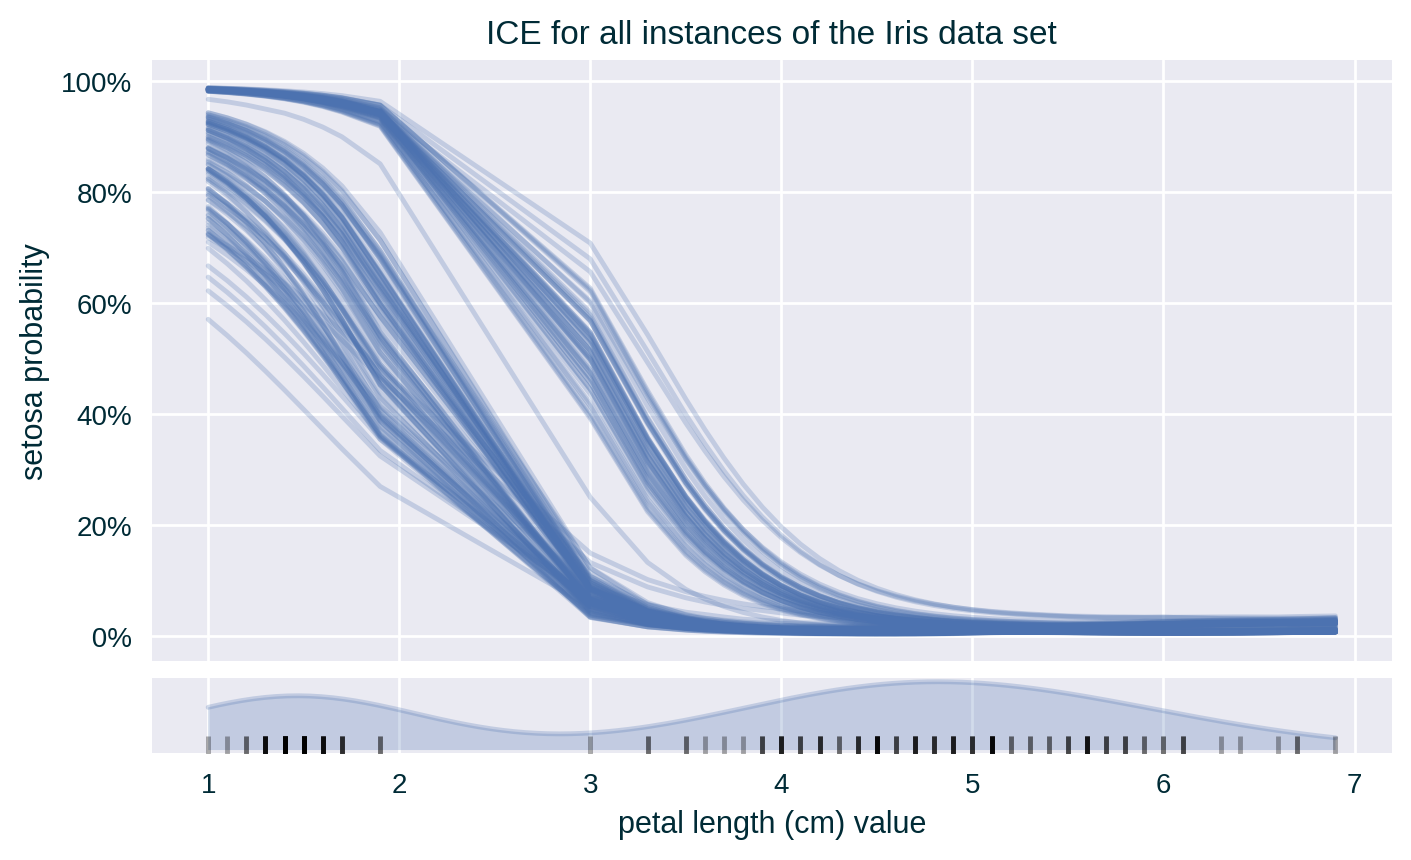 ICE for all instances of the Iris data set
100%
80%
60%
40%
20%
0%
setosa probability
1 2 3 4 5 6 7
petal length (cm) value